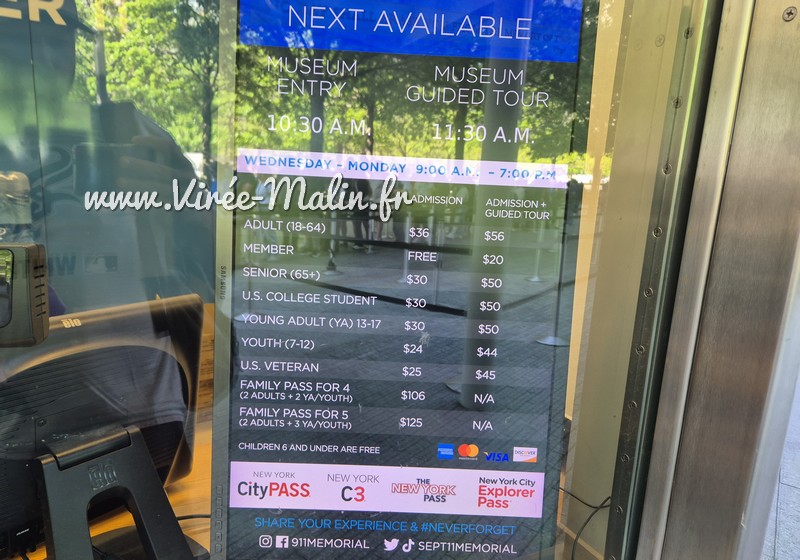 ER
NEXT AVAILABLE
MUSEUM ENTRY
10:30 A.M.
MUSEUM GUIDED TOUR
11:30 A.M.
WEDNESDAY - MONDAY 9:00 A.M. - 7:00 P.M.
www.Virée-Malin.fr
ADMISSION ADMISSION + GUIDED TOUR
ADULT (18-64) $36 $56
MEMBER FREE $20
SENIOR (65+) $30 $50
U.S. COLLEGE STUDENT $30 $50
YOUNG ADULT (YA) 13-17 $30 $50
YOUTH (7-12) $24 $44
U.S. VETERAN $25 $45
FAMILY PASS FOR 4 $106 N/A
(2 ADULTS + 2 YA/YOUTH)
FAMILY PASS FOR 5 $125 N/A
(2 ADULTS + 3 YA/YOUTH)
CHILDREN 6 AND UNDER ARE FREE
VISA DISCOVER
NEW YORK CityPASS
NEW YORK C3
THE NEW YORK PASS
New York City Explorer Pass
SHARE YOUR EXPERIENCE & #NEVERFORGET
911MEMORIAL SEPT11MEMORIAL
elo